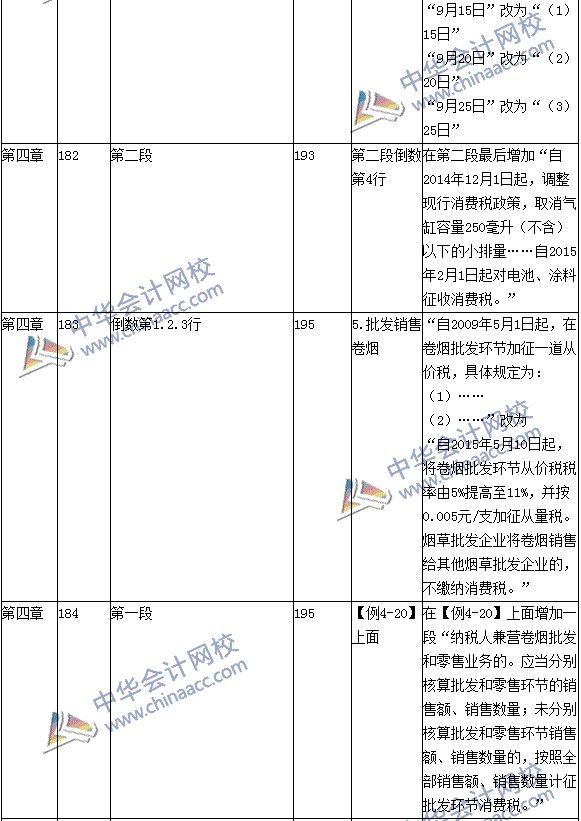 “9月15日”改为“（1）
15日”
“9月20日”改为“（2）
20日”
“9月25日”改为“（3）
25日”
第四章 182 第二段 193 第二段倒数
第4行
在第二段最后增加“自
2014年12月1日起，调整
现行消费税政策，取消气
缸容量250毫升（不含）
以下的小排量……自2015
年2月1日起对电池、涂料
征收消费税。”
第四章 183 倒数第1.2.3行 195 5.批发销售
卷烟
“自2009年5月1日起，在
卷烟批发环节加征一道从
价税，具体规定为：
（1）……
（2）……”改为
“自2015年5月10日起，
将卷烟批发环节从价税税
率由5%提高至11%，并按
0.005元/支加征从量税。
烟草批发企业将卷烟销售
给其他烟草批发企业的，
不缴纳消费税。”
第四章 184 第一段 195 【例4-20】
上面
在【例4-20】上面增加一
段“纳税人兼营卷烟批发
和零售业务的。应当分别
核算批发和零售环节的销
售额、销售数量；未分别
核算批发和零售环节销售
额、销售数量的，按照全
部销售额、销售数量计征
批发环节消费税。”
中华会计网校
www.chinaacc.com
中华会计网校
www.chinaacc.com
中华会计网校
www.chinaacc.com
中华会计网校
www.chinaacc.com
中华会计网校
www.chinaacc.com